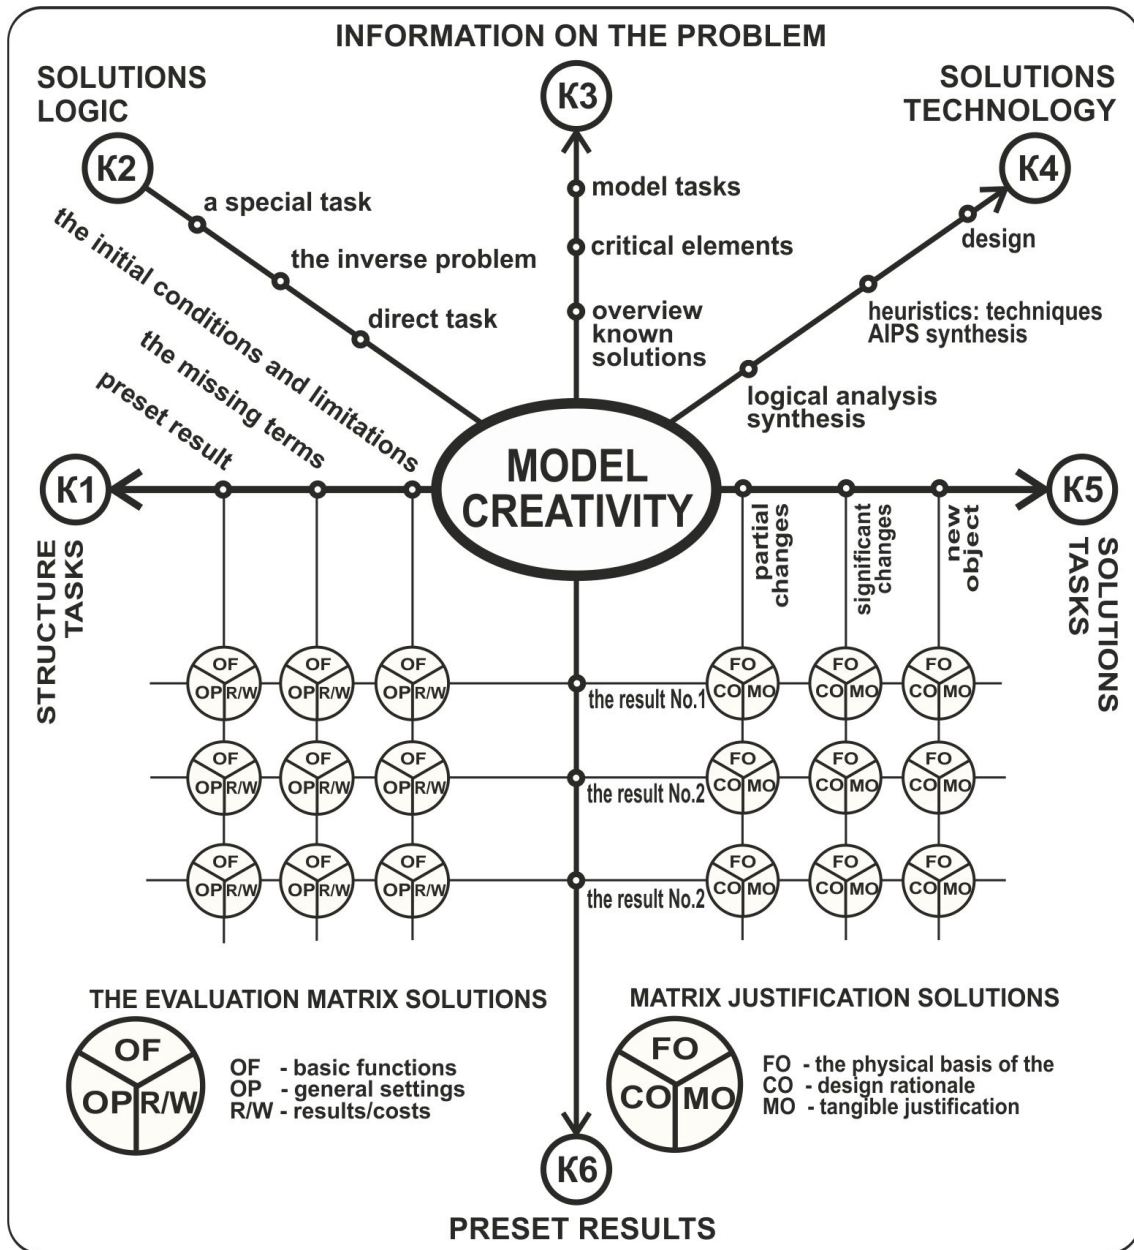 INFORMATION ON THE PROBLEM
SOLUTIONS
LOGIC
SOLUTIONS
TECHNOLOGY
К3
К2
К4
a special task
the inverse problem
direct task
model tasks
critical elements
overview
known
solutions
design
heuristics: techniques
AIPS synthesis
logical analysis
synthesis
the initial conditions and limitations
the missing terms
preset result
MODEL
CREATIVITY
К1
К5
STRUCTURE
TASKS
SOLUTIONS
TASKS
partial
changes
significant
changes
new
object
OF
OP R/W
OF
OP R/W
OF
OP R/W
the result No.1
FO
CO MO
FO
CO MO
FO
CO MO
OF
OP R/W
OF
OP R/W
OF
OP R/W
the result No.2
FO
CO MO
FO
CO MO
FO
CO MO
OF
OP R/W
OF
OP R/W
OF
OP R/W
the result No.2
FO
CO MO
FO
CO MO
FO
CO MO
THE EVALUATION MATRIX SOLUTIONS
OF
OP R/W
OF - basic functions
OP - general settings
R/W - results/costs
MATRIX JUSTIFICATION SOLUTIONS
FO
CO MO
FO - the physical basis of the
CO - design rationale
MO - tangible justification
К6
PRESET RESULTS